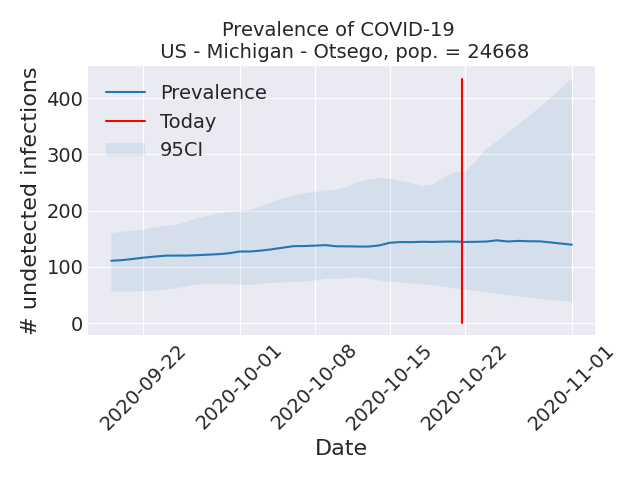 Prevalence of COVID-19
US - Michigan - Otsego, pop. = 24668
# undetected infections
400
300
200
100
0
Prevalence
Today
95CI
2020-09-22
2020-10-01
2020-10-08
2020-10-15
2020-10-22
2020-11-01
Date